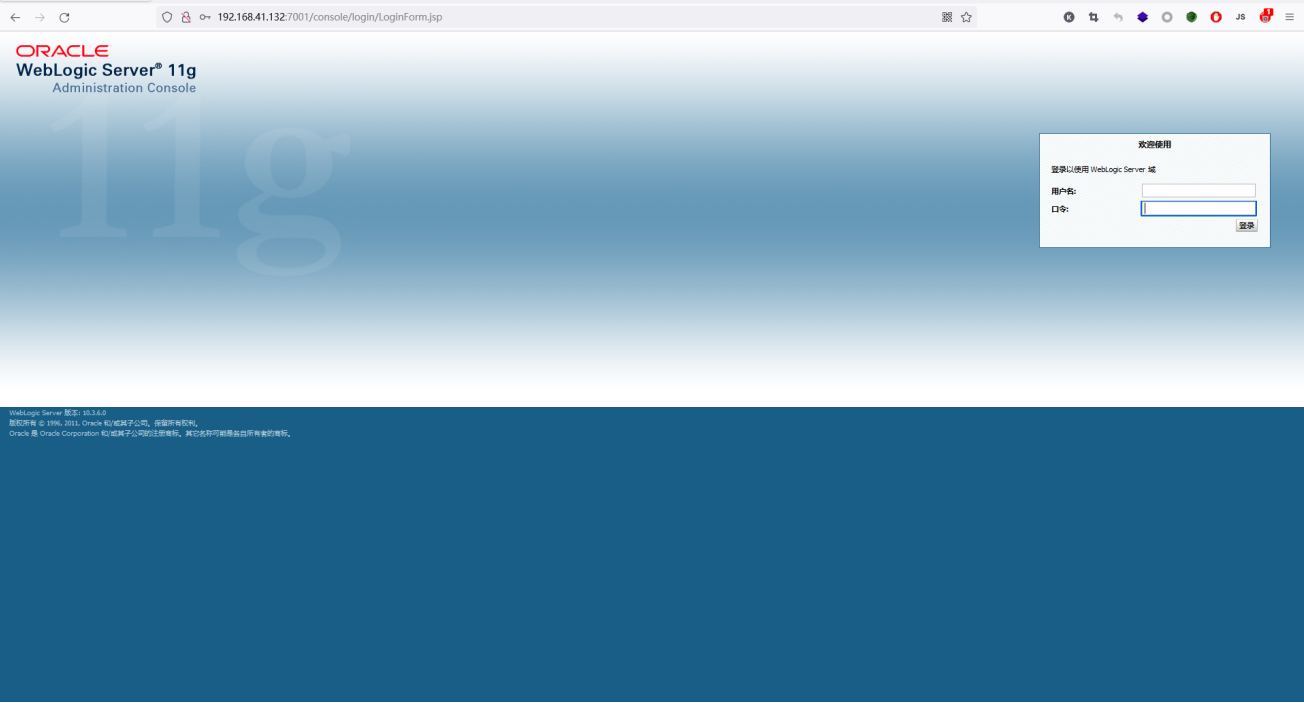 192.168.41.132:7001/console/login/LoginForm.jsp
JS
1
ORACLE
WebLogic Server® 11g
Administration Console
11g
欢迎使用
登录以使用 WebLogic Server 域
用户名:
口令:
登录
WebLogic Server 版本: 10.3.6.0
版权所有 © 1996, 2011, Oracle 和/或其子公司。保留所有权利。
Oracle 是 Oracle Corporation 和/或其子公司的注册商标。其它名称可能是各自所有者的商标。